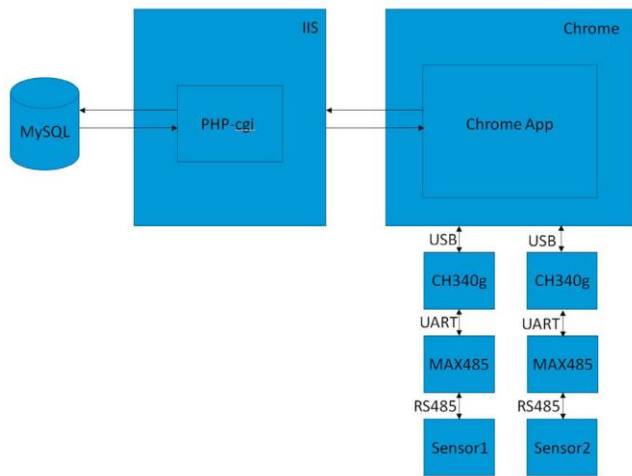 IIS
Chrome
MySQL
PHP-cgi
Chrome App
USB
USB
CH340g
CH340g
UART
UART
MAX485
MAX485
RS485
RS485
Sensor1
Sensor2